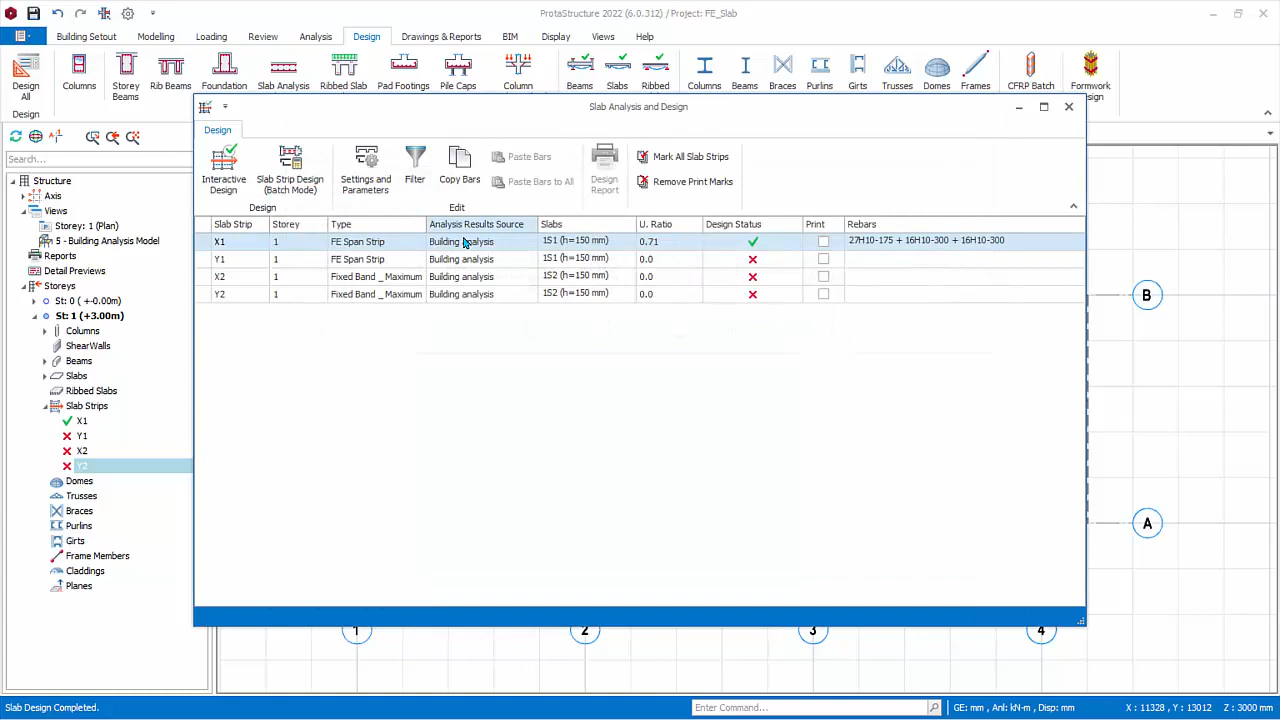 ProtaStructure 2022 (6.0.312) / Project: FE_Slab
Building Setout Modelling Loading Review Analysis Design Drawings & Reports BIM Display Views Help
Design All Columns Storey Beams Rib Beams Foundation Slab Analysis Ribbed Slab Pad Footings Pile Caps Column Beams Slabs Ribbed Columns Beams Braces Purlins Girts Trusses Domes Frames CFRP Batch Formwork
Design
Slab Analysis and Design
Design
Interactive Design
Slab Strip Design (Batch Mode)
Settings and Parameters
Filter
Copy Bars
Paste Bars
Paste Bars to All
Design Report
Mark All Slab Strips
Remove Print Marks
Design Edit
Slab Strip Storey Type Analysis Results Source Slabs U. Ratio Design Status Print Rebars
X1 1 FE Span Strip Building analysis 1S1 (h=150 mm) 0.71 27H10-175 + 16H10-300 + 16H10-300
Y1 1 FE Span Strip Building analysis 1S1 (h=150 mm) 0.0
X2 1 Fixed Band _ Maximum Building analysis 1S2 (h=150 mm) 0.0
Y2 1 Fixed Band _ Maximum Building analysis 1S2 (h=150 mm) 0.0
Search...
Structure
Axis
Views
Storey: 1 (Plan)
5 - Building Analysis Model
Reports
Detail Previews
Storeys
St: 0 ( +-0.00m)
St: 1 (+3.00m)
Columns
ShearWalls
Beams
Slabs
Ribbed Slabs
Slab Strips
X1
Y1
X2
Y2
Domes
Trusses
Braces
Purlins
Girts
Frame Members
Claddings
Planes
B
A
1 2 3 4
Slab Design Completed.
Enter Command...
GE: mm , Anl: kN-m , Disp: mm
X : 11328 , Y : 13012 Z : 3000 mm